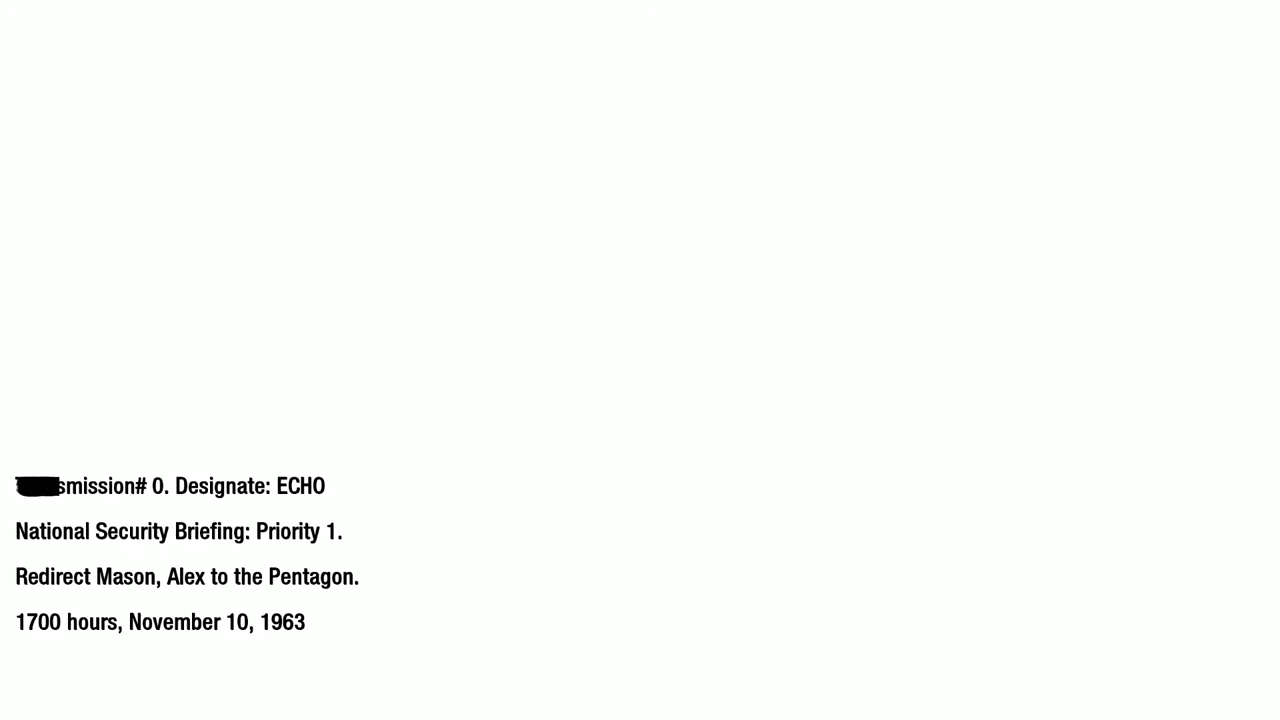 smission# 0. Designate: ECHO
National Security Briefing: Priority 1.
Redirect Mason, Alex to the Pentagon.
1700 hours, November 10, 1963